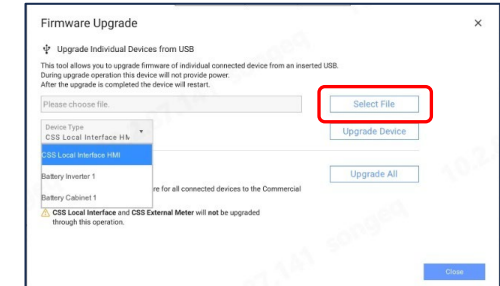 Firmware Upgrade
Upgrade Individual Devices from USB
This tool allows you to upgrade firmware of individual connected device from an inserted USB.
During upgrade operation this device will not provide power.
After the upgrade is completed the device will restart.
Please choose file.
Select File
Device Type
CSS Local Interface HM
Upgrade Device
CSS Local Interface HMI
Battery Inverter 1
Upgrade All
re for all connected devices to the Commercial
Battery Cabinet 1
CSS Local Interface and CSS External Meter will not be upgraded
through this operation.
Close